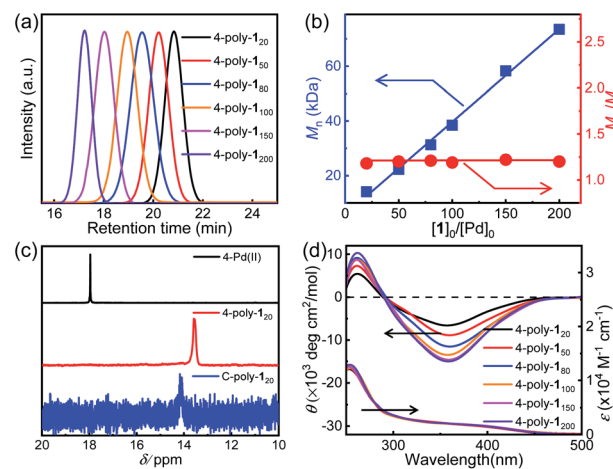 (a)
4-poly-1₂₀
4-poly-1₅₀
4-poly-1₈₀
4-poly-1₁₀₀
4-poly-1₁₅₀
4-poly-1₂₀₀
Intensity (a.u.)
16 18 20 22 24
Retention time (min)
(b)
Mₙ (kDa)
80
60
40
20
2.5
2.0
1.5
1.0
0 50 100 150 200
[1]₀/[Pd]₀
(c)
4-Pd(II)
4-poly-1₂₀
C-poly-1₂₀
20 18 16 14 12 10
δ/ppm
(d)
θ (×10³ deg cm²/mol)
10
0
-10
-20
-30
4-poly-1₂₀
4-poly-1₅₀
4-poly-1₈₀
4-poly-1₁₀₀
4-poly-1₁₅₀
4-poly-1₂₀₀
3
2
1
0
ε (x10⁴ M⁻¹ cm⁻¹)
300 400 500
Wavelength(nm)